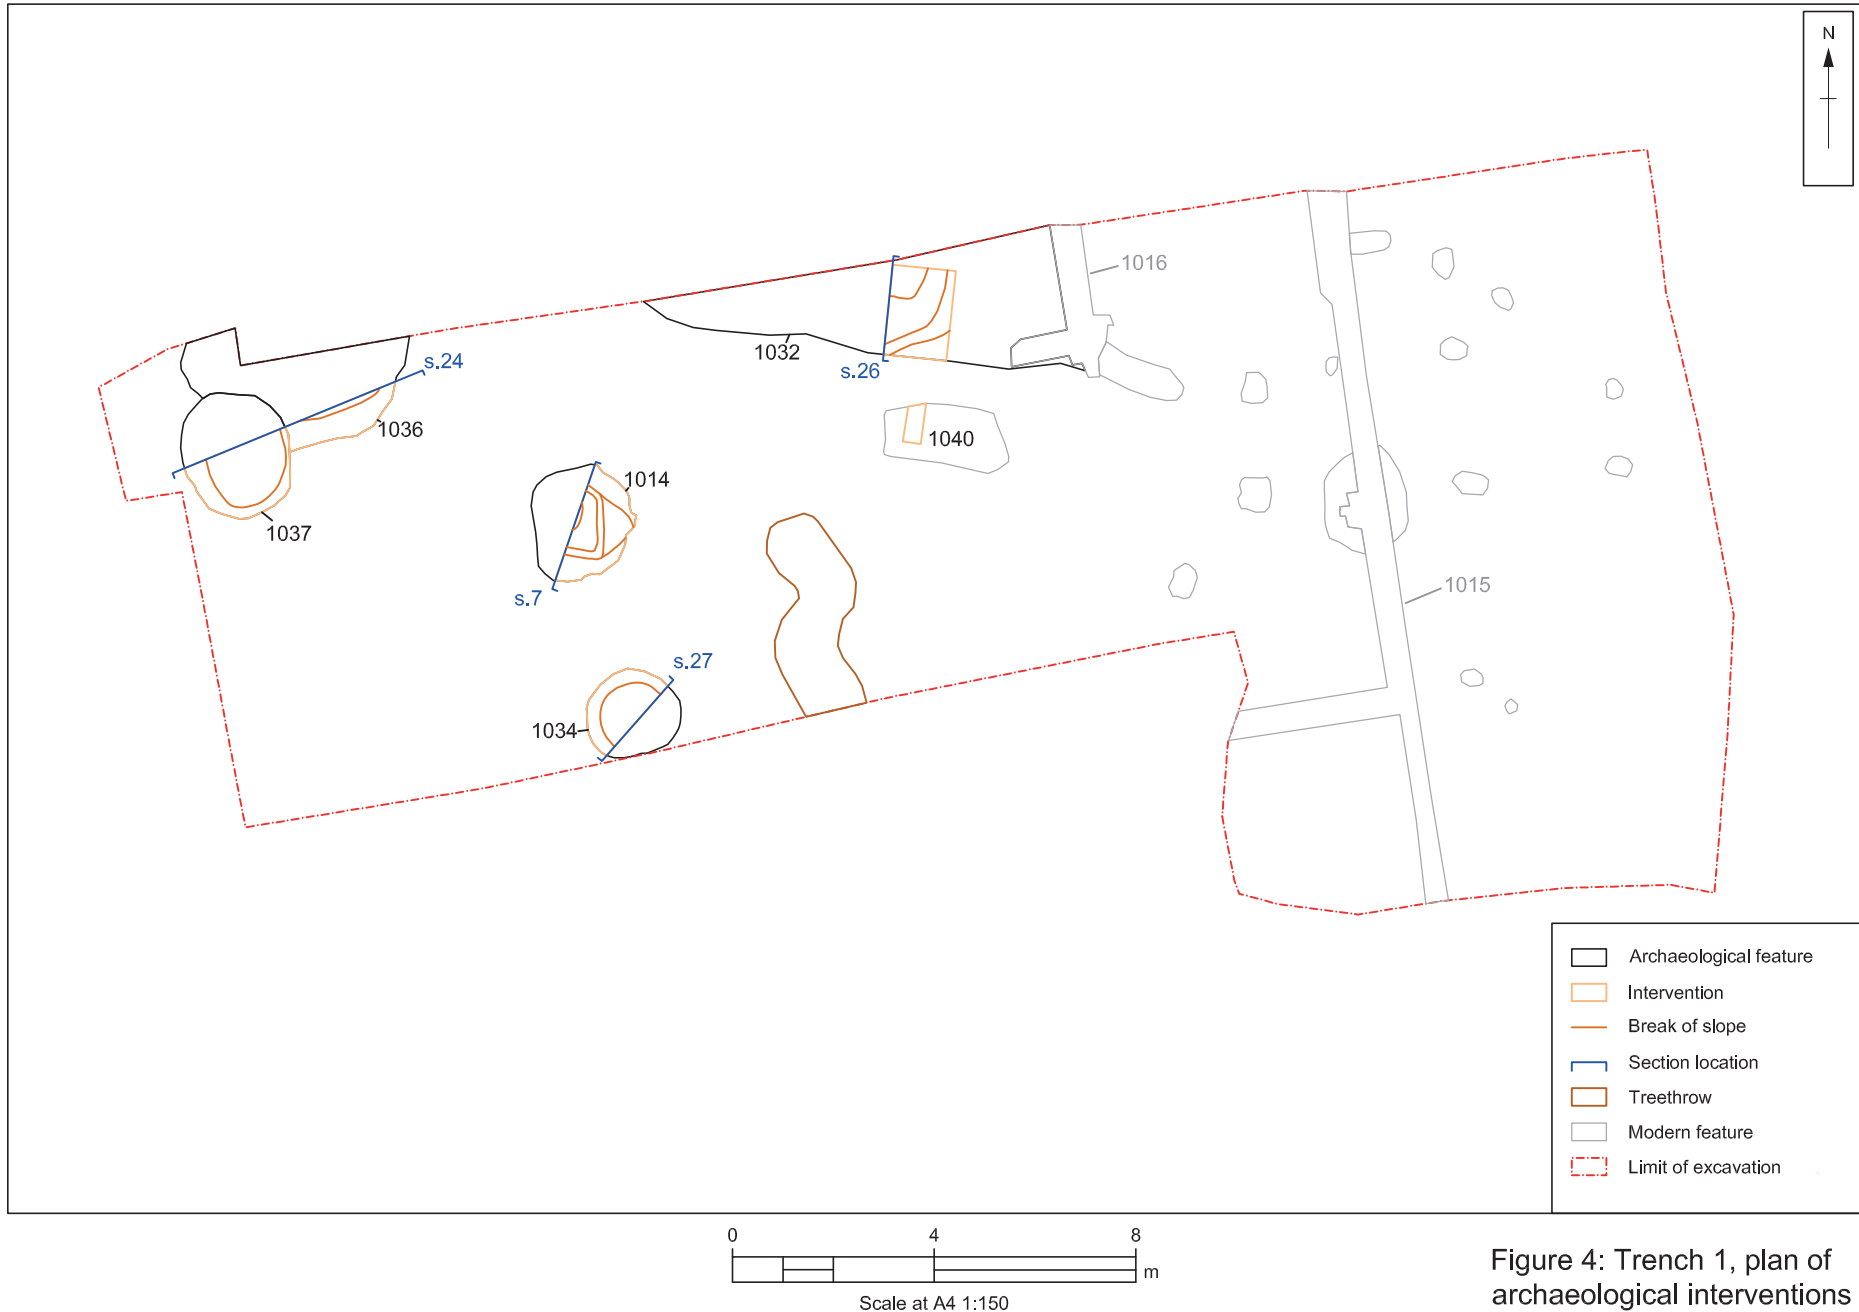 N
1016
s.24
1032
s.26
1036
1040
1014
1037
s.7
1015
s.27
1034
Archaeological feature
Intervention
Break of slope
Section location
Treethrow
Modern feature
Limit of excavation
0 4 8
m
Scale at A4 1:150
Figure 4: Trench 1, plan of
archaeological interventions